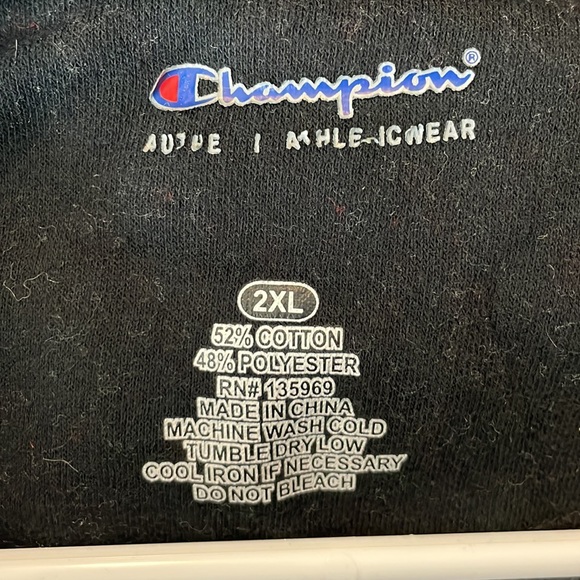 Champion®
2XL
52% COTTON
48% POLYESTER
RN# 135969
MADE IN CHINA
MACHINE WASH COLD
TUMBLE DRY LOW
COOL IRON IF NECESSARY
DO NOT BLEACH